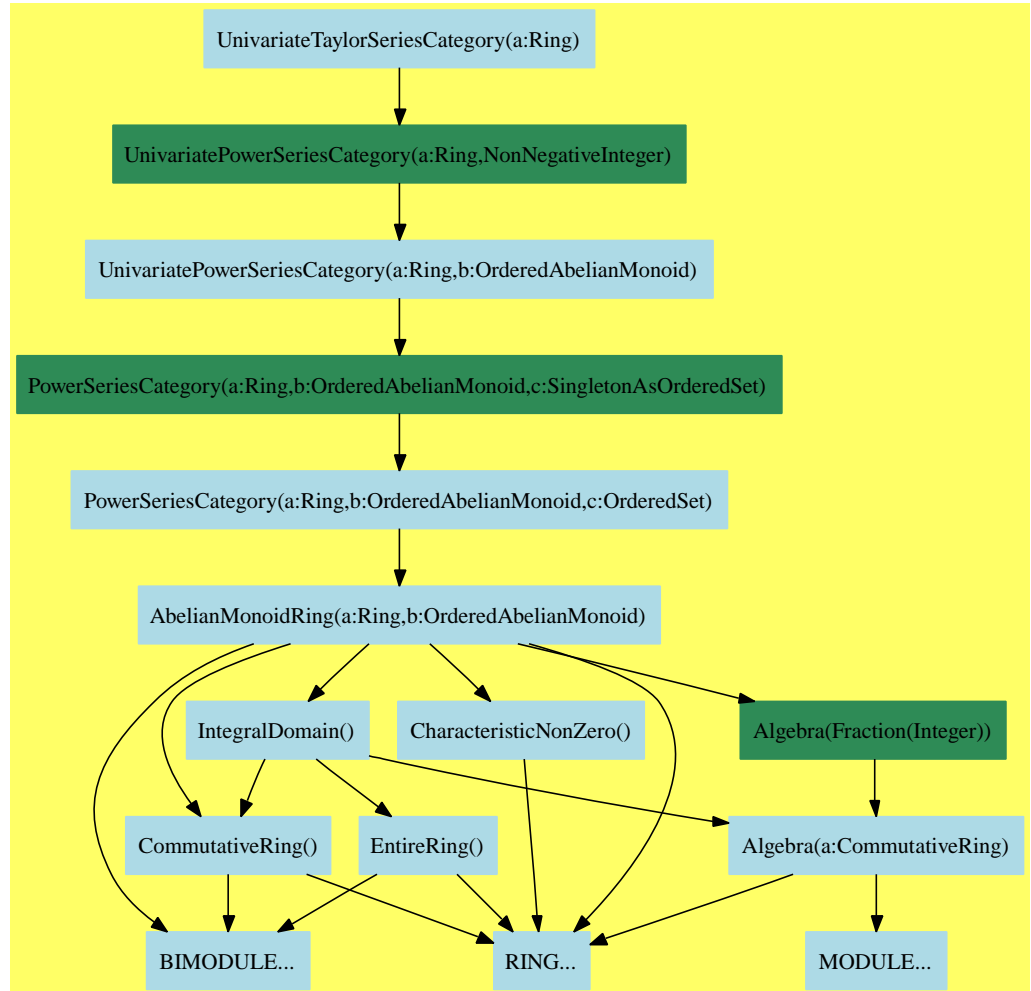 UnivariateTaylorSeriesCategory(a:Ring)
UnivariatePowerSeriesCategory(a:Ring,NonNegativeInteger)
UnivariatePowerSeriesCategory(a:Ring,b:OrderedAbelianMonoid)
PowerSeriesCategory(a:Ring,b:OrderedAbelianMonoid,c:SingletonAsOrderedSet)
PowerSeriesCategory(a:Ring,b:OrderedAbelianMonoid,c:OrderedSet)
AbelianMonoidRing(a:Ring,b:OrderedAbelianMonoid)
IntegralDomain()
CharacteristicNonZero()
Algebra(Fraction(Integer))
CommutativeRing()
EntireRing()
Algebra(a:CommutativeRing)
BIMODULE...
RING...
MODULE...